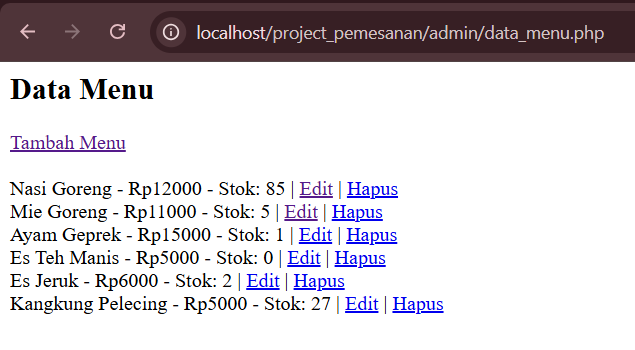 localhost/project_pemesanan/admin/data_menu.php
Data Menu
Tambah Menu
Nasi Goreng - Rp12000 - Stok: 85 | Edit | Hapus
Mie Goreng - Rp11000 - Stok: 5 | Edit | Hapus
Ayam Geprek - Rp15000 - Stok: 1 | Edit | Hapus
Es Teh Manis - Rp5000 - Stok: 0 | Edit | Hapus
Es Jeruk - Rp6000 - Stok: 2 | Edit | Hapus
Kangkung Pelecing - Rp5000 - Stok: 27 | Edit | Hapus